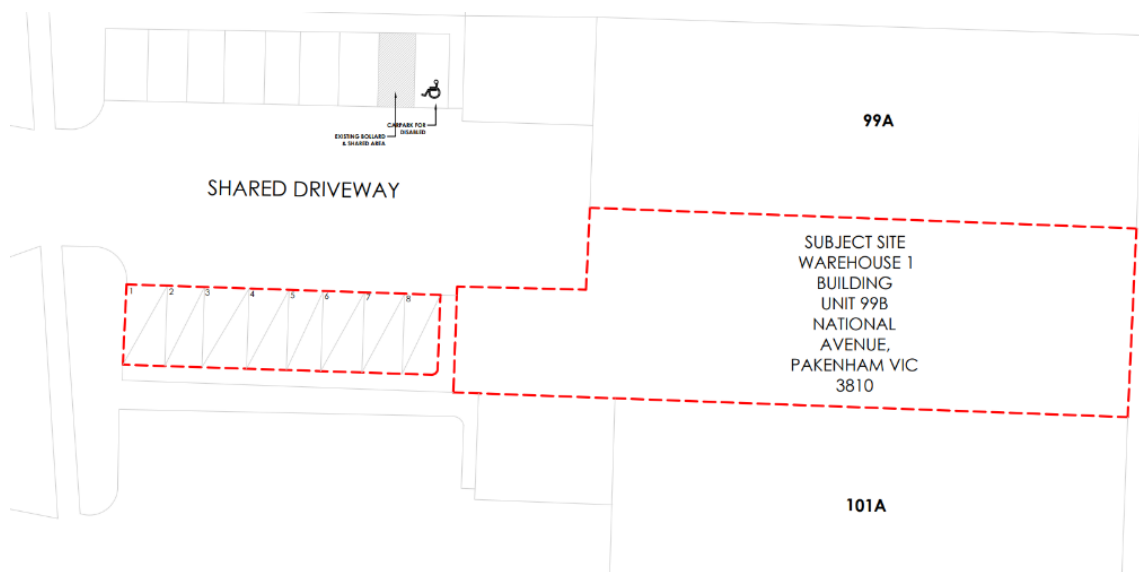 CARPARK FOR
DISABLED
EXISTING BOLLARD
& SHARED AREA
99A
SHARED DRIVEWAY
SUBJECT SITE
WAREHOUSE 1
BUILDING
UNIT 99B
NATIONAL
AVENUE,
PAKENHAM VIC
3810
1 2 3 4 5 6 7 8
101A